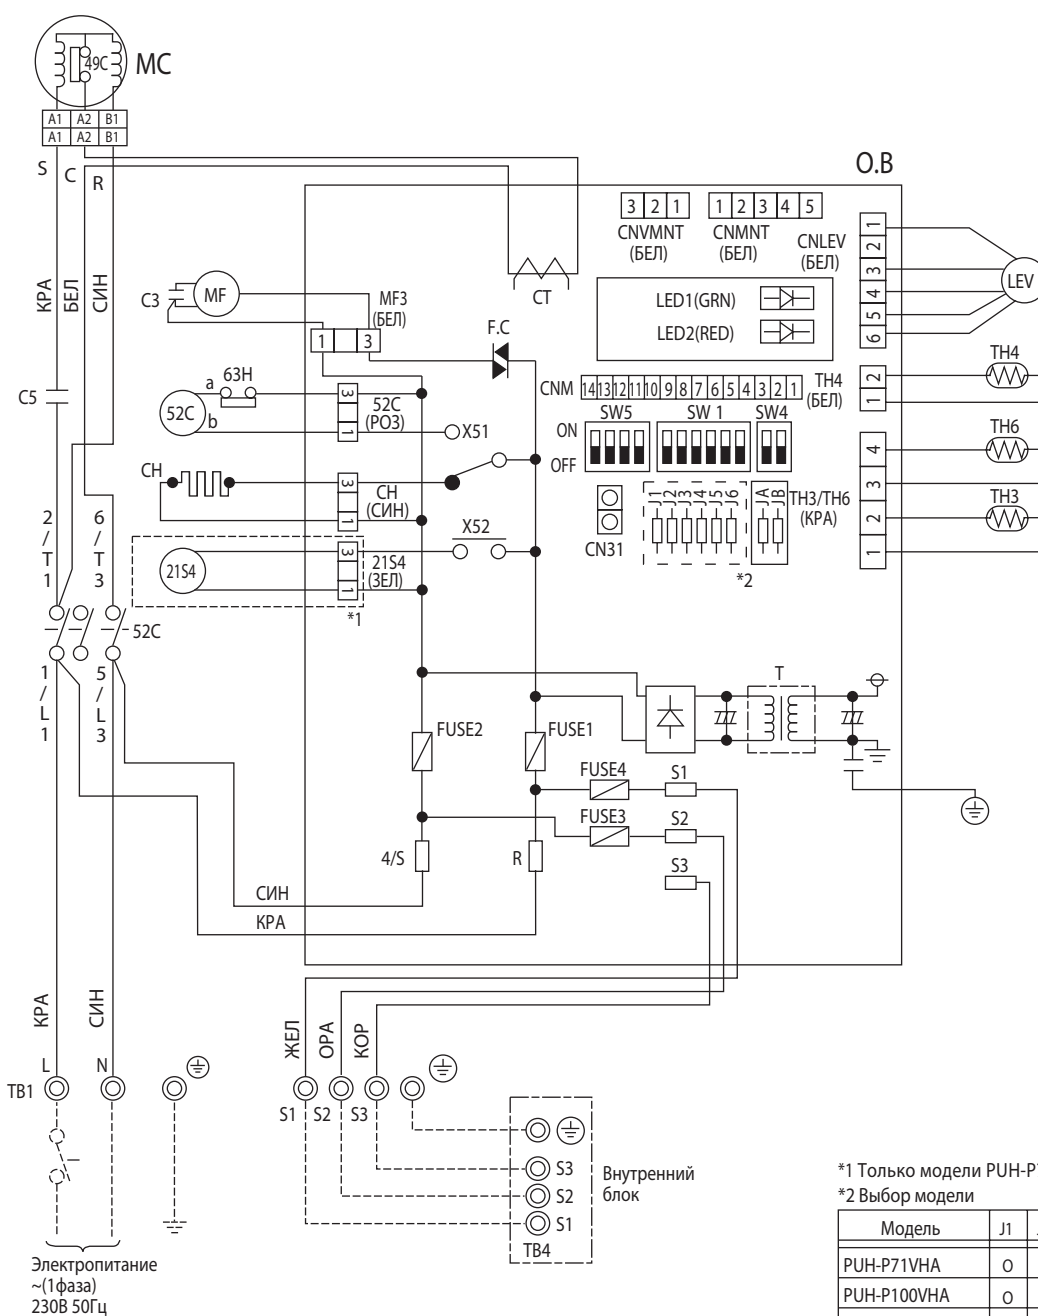 49C
MC
A1 A2 B1
A1 A2 B1
S C R
O.B
3 2 1
1 2 3 4 5
CNVMNT
(БЕЛ)
CNMNT
(БЕЛ)
CNLEV
(БЕЛ)
1
2
3
4
5
6
LEV
КРА
БЕЛ
СИН
C3
MF
MF3
(БЕЛ)
1 3
CT
LED1(GRN)
LED2(RED)
F.C
CNM
14 13 12 11 10 9 8 7 6 5 4 3 2 1
TH4
(БЕЛ)
2
1
TH4
C5
52C
a
63H
b
3
1
52C
(РОЗ)
X51
SW5
SW 1
SW4
ON
OFF
TH6
4
3
2
1
TH3/TH6
(КРА)
TH3
CH
3
1
CH
(СИН)
CN31
J1
J2
J3
J4
J5
J6
JA
JB
*2
2/T1
6/T3
21S4
3
1
21S4
(ЗЕЛ)
X52
*1
52C
1/L1
5/L3
T
FUSE2
FUSE1
FUSE4
S1
FUSE3
S2
S3
4/S
R
СИН
КРА
КРА
СИН
ЖЕЛ
ОРА
КОР
L
N
TB1
S1
S2
S3
S3
S2
S1
TB4
Внутренний
блок
Электропитание
~(1фаза)
230В 50Гц
*1 Только модели PUH-P
*2 Выбор модели
Модель J1
PUH-P71VHA O
PUH-P100VHA O